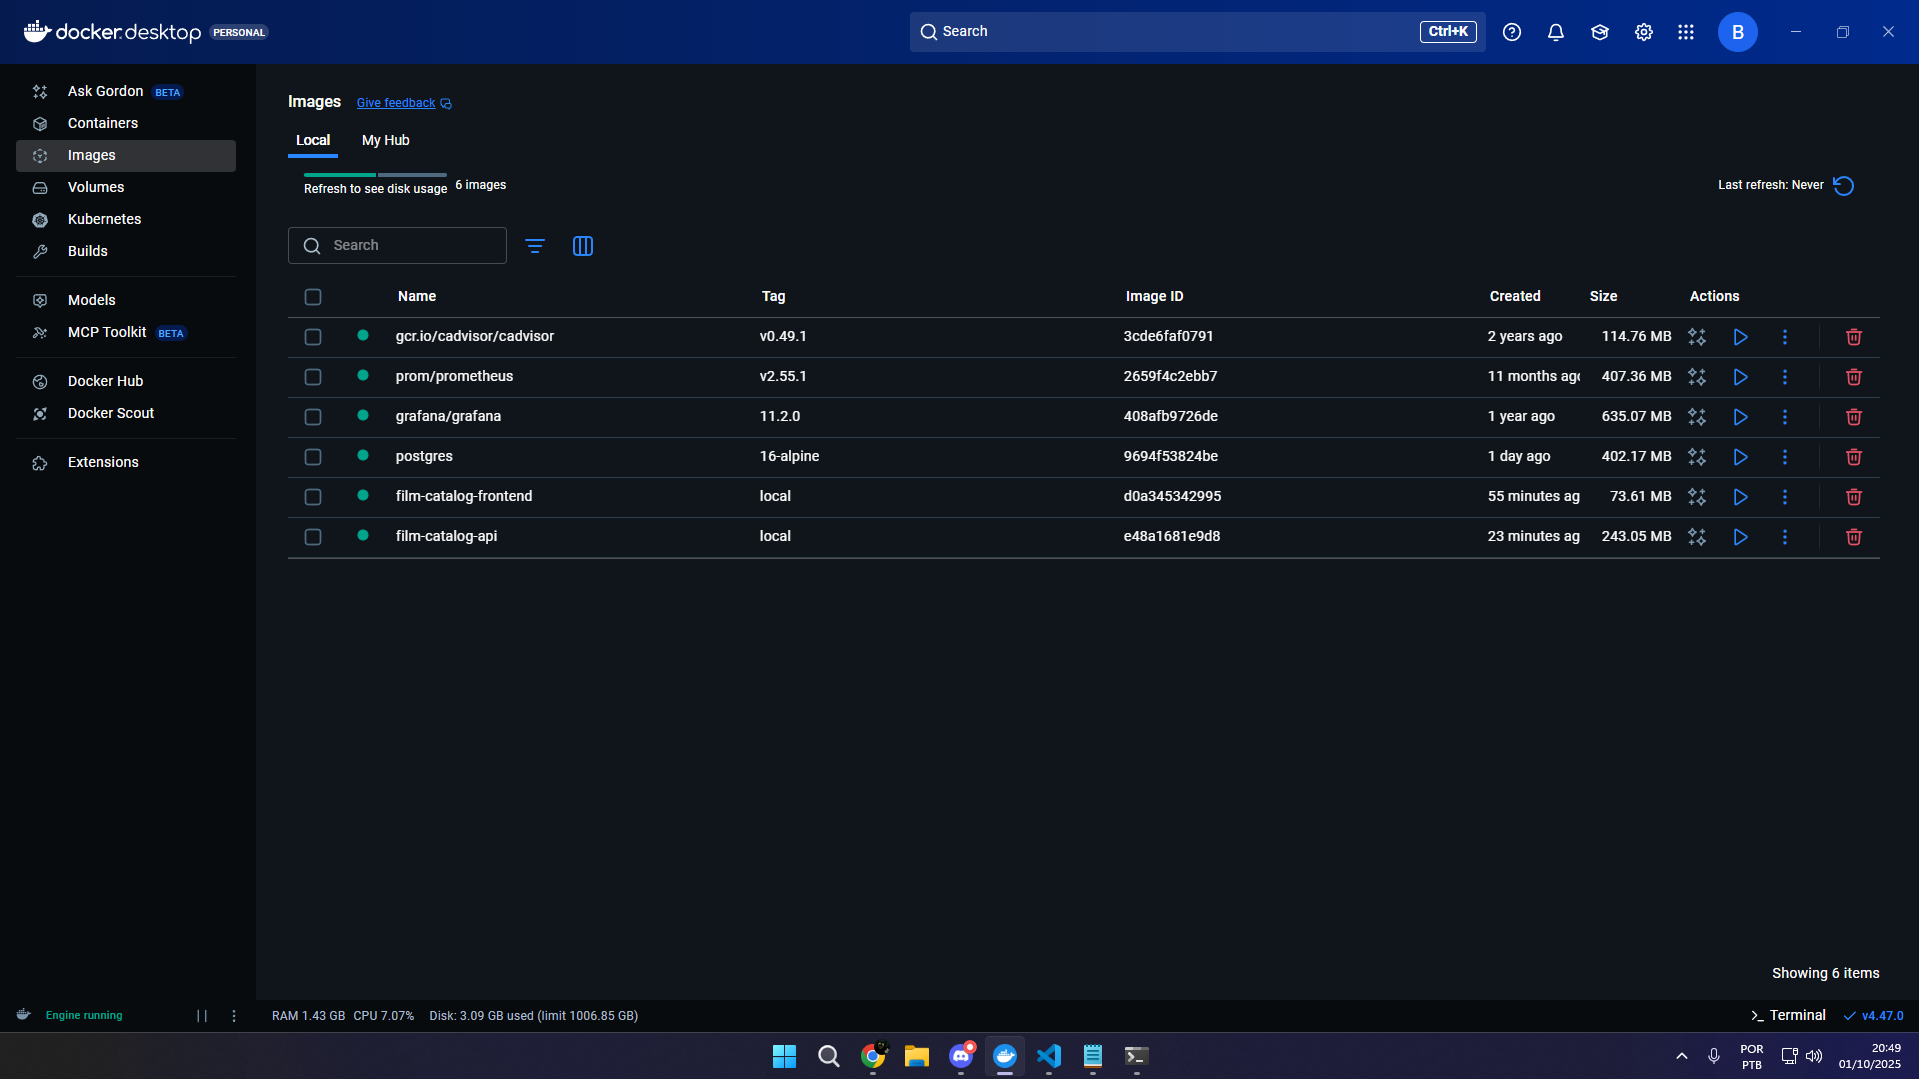 docker.desktop PERSONAL
Search Ctrl+K
B
Ask Gordon BETA
Containers
Images
Volumes
Kubernetes
Builds
Models
MCP Toolkit BETA
Docker Hub
Docker Scout
Extensions
Images Give feedback
Local My Hub
Refresh to see disk usage 6 images
Last refresh: Never
Search
Name Tag Image ID Created Size Actions
gcr.io/cadvisor/cadvisor v0.49.1 3cde6faf0791 2 years ago 114.76 MB
prom/prometheus v2.55.1 2659f4c2ebb7 11 months ago 407.36 MB
grafana/grafana 11.2.0 408afb9726de 1 year ago 635.07 MB
postgres 16-alpine 9694f53824be 1 day ago 402.17 MB
film-catalog-frontend local d0a345342995 55 minutes ag 73.61 MB
film-catalog-api local e48a1681e9d8 23 minutes ag 243.05 MB
Showing 6 items
Engine running
RAM 1.43 GB CPU 7.07% Disk: 3.09 GB used (limit 1006.85 GB)
Terminal v4.47.0
POR
PTB
20:49
01/10/2025